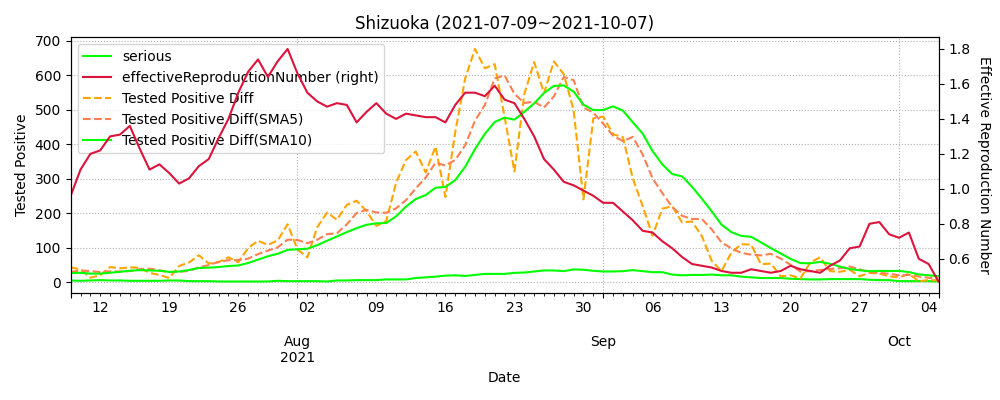 Shizuoka (2021-07-09~2021-10-07)
serious
effectiveReproductionNumber (right)
Tested Positive Diff
Tested Positive Diff(SMA5)
Tested Positive Diff(SMA10)
Tested Positive
700
600
500
400
300
200
100
0
Effective Reproduction Number
1.8
1.6
1.4
1.2
1.0
0.8
0.6
12 19 26 02 09 16 23 30 06 13 20 27 04
Aug Sep Oct
2021
Date